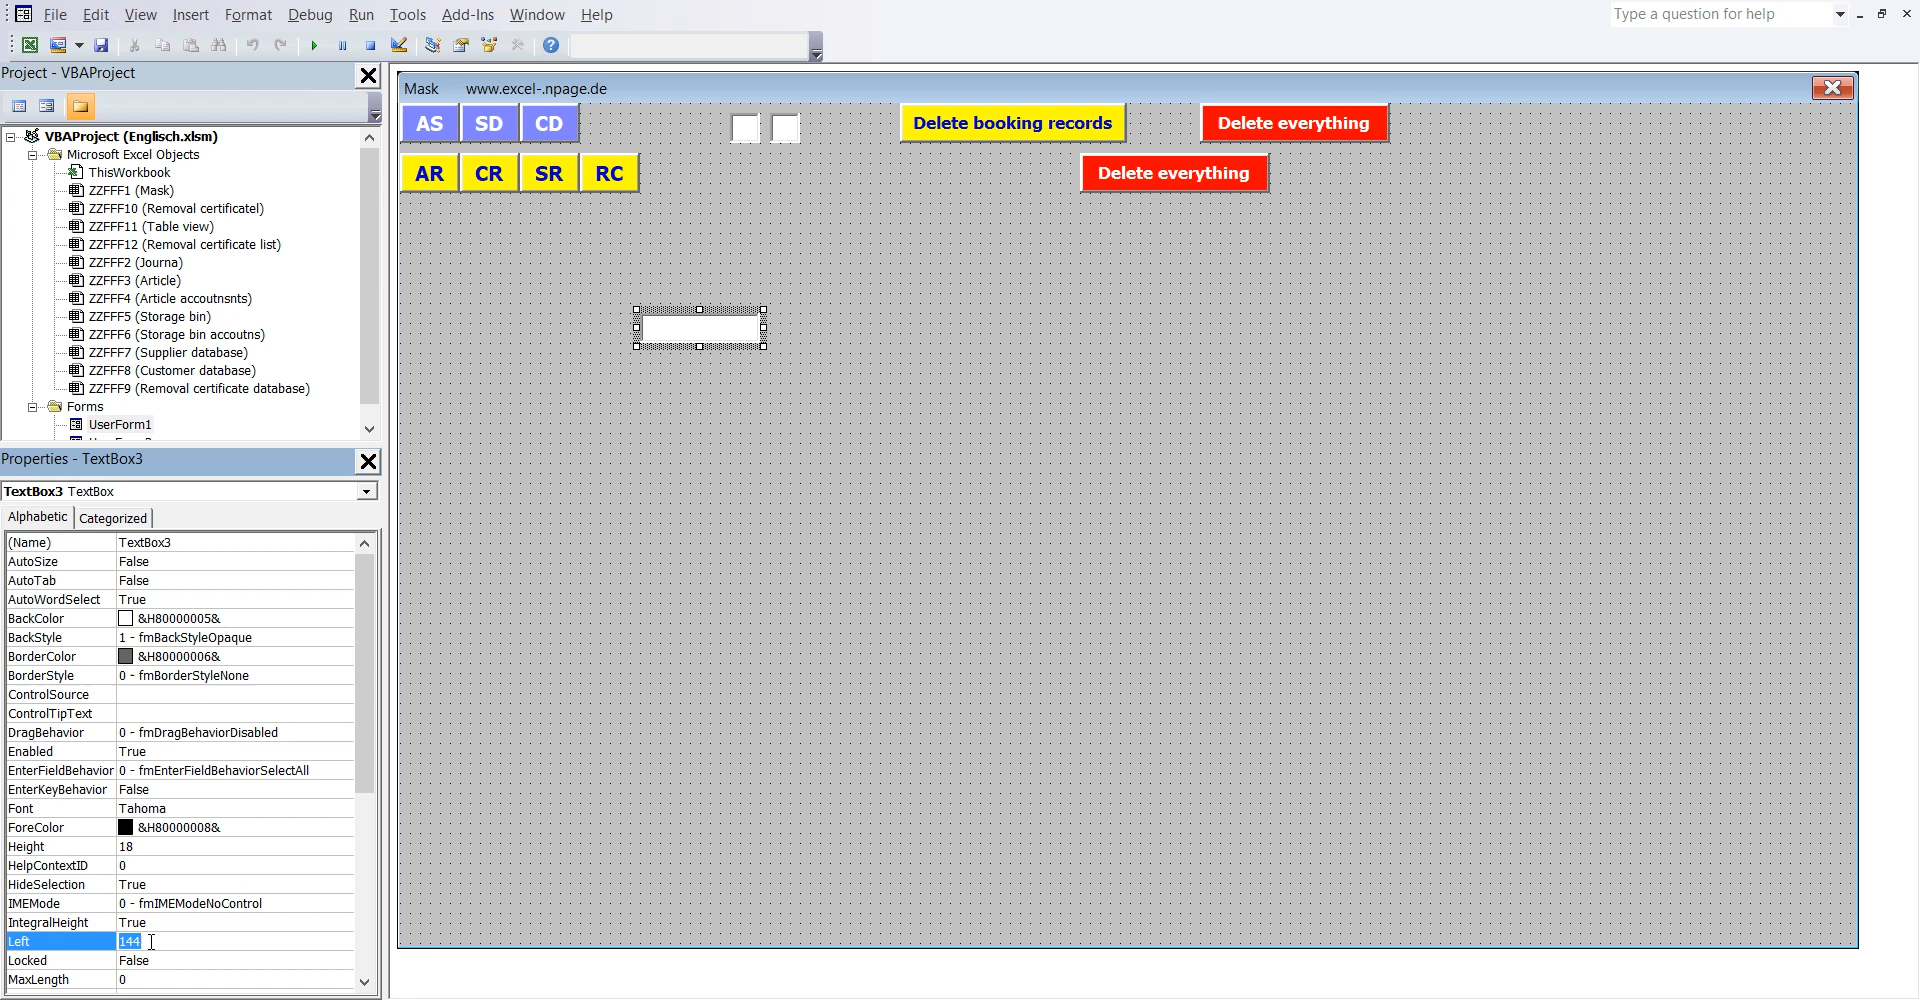 File Edit View Insert Format Debug Run Tools Add-Ins Window Help
Type a question for help
Project - VBAProject
VBAProject (Englisch.xlsm)
Microsoft Excel Objects
ThisWorkbook
ZZFFF1 (Mask)
ZZFFF10 (Removal certificatel)
ZZFFF11 (Table view)
ZZFFF12 (Removal certificate list)
ZZFFF2 (Journa)
ZZFFF3 (Article)
ZZFFF4 (Article accoutnsnts)
ZZFFF5 (Storage bin)
ZZFFF6 (Storage bin accoutns)
ZZFFF7 (Supplier database)
ZZFFF8 (Customer database)
ZZFFF9 (Removal certificate database)
Forms
UserForm1
Properties - TextBox3
TextBox3 TextBox
Alphabetic Categorized
(Name) TextBox3
AutoSize False
AutoTab False
AutoWordSelect True
BackColor &H80000005&
BackStyle 1 - fmBackStyleOpaque
BorderColor &H80000006&
BorderStyle 0 - fmBorderStyleNone
ControlSource
ControlTipText
DragBehavior 0 - fmDragBehaviorDisabled
Enabled True
EnterFieldBehavior 0 - fmEnterFieldBehaviorSelectAll
EnterKeyBehavior False
Font Tahoma
ForeColor &H80000008&
Height 18
HelpContextID 0
HideSelection True
IMEMode 0 - fmIMEModeNoControl
IntegralHeight True
Left 144
Locked False
MaxLength 0
Mask www.excel-.npage.de
AS SD CD Delete booking records Delete everything
AR CR SR RC Delete everything